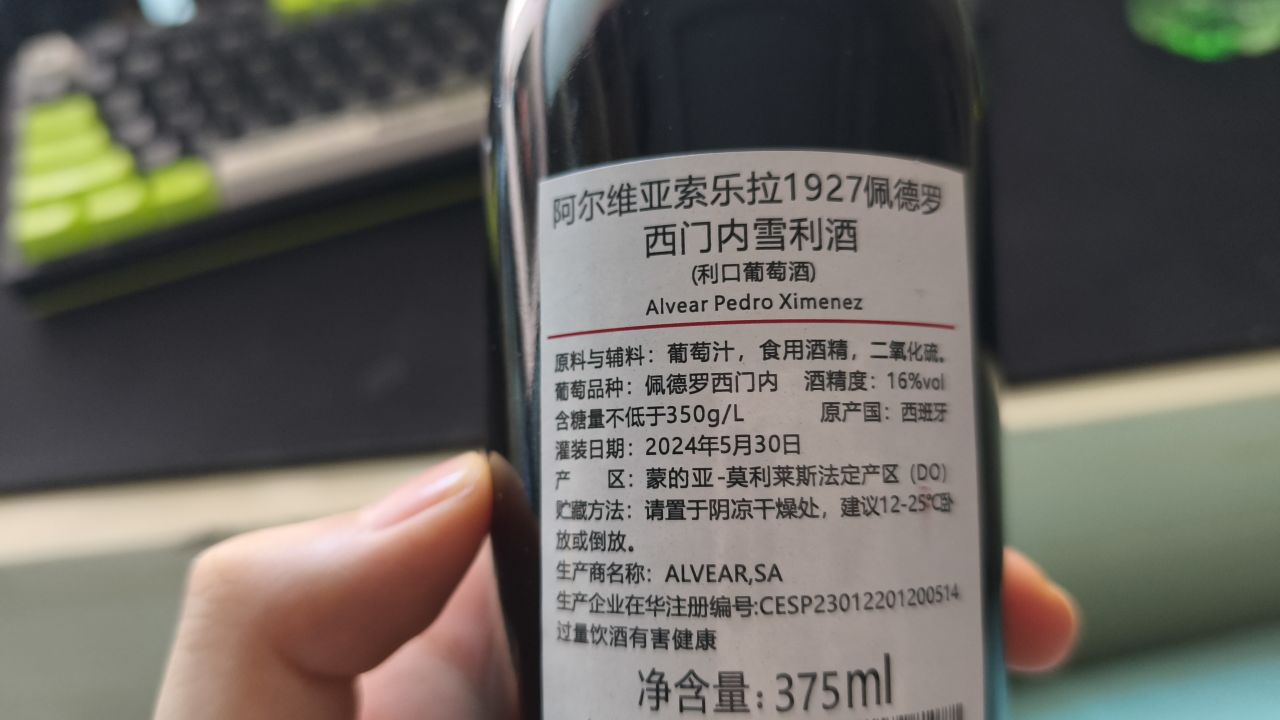 阿尔维亚索乐拉1927佩德罗
西门内雪利酒
(利口葡萄酒)
Alvear Pedro Ximenez
原料与辅料：葡萄汁，食用酒精，二氧化硫。
葡萄品种：佩德罗西门内 酒精度：16%vol
含糖量不低于350g/L 原产国：西班牙
灌装日期：2024年5月30日
产 区：蒙的亚-莫利莱斯法定产区（DO）
贮藏方法：请置于阴凉干燥处，建议12-25℃卧
放或倒放。
生产商名称：ALVEAR,SA
生产企业在华注册编号:CESP23012201200514
过量饮酒有害健康
净含量：375ml